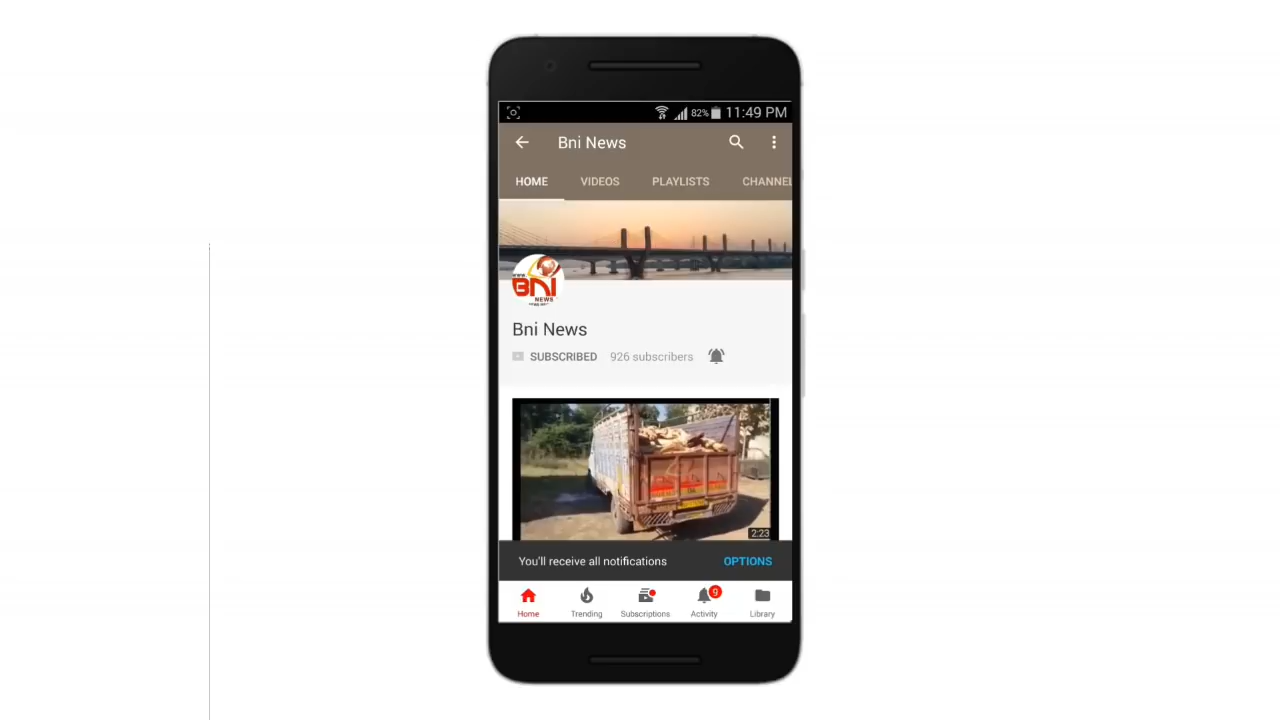 82% 11:49 PM
Bni News
HOME VIDEOS PLAYLISTS CHANNEL
www.
BNI
NEWS
Bni News
SUBSCRIBED 926 subscribers
2:23
You'll receive all notifications OPTIONS
9
Home Trending Subscriptions Activity Library